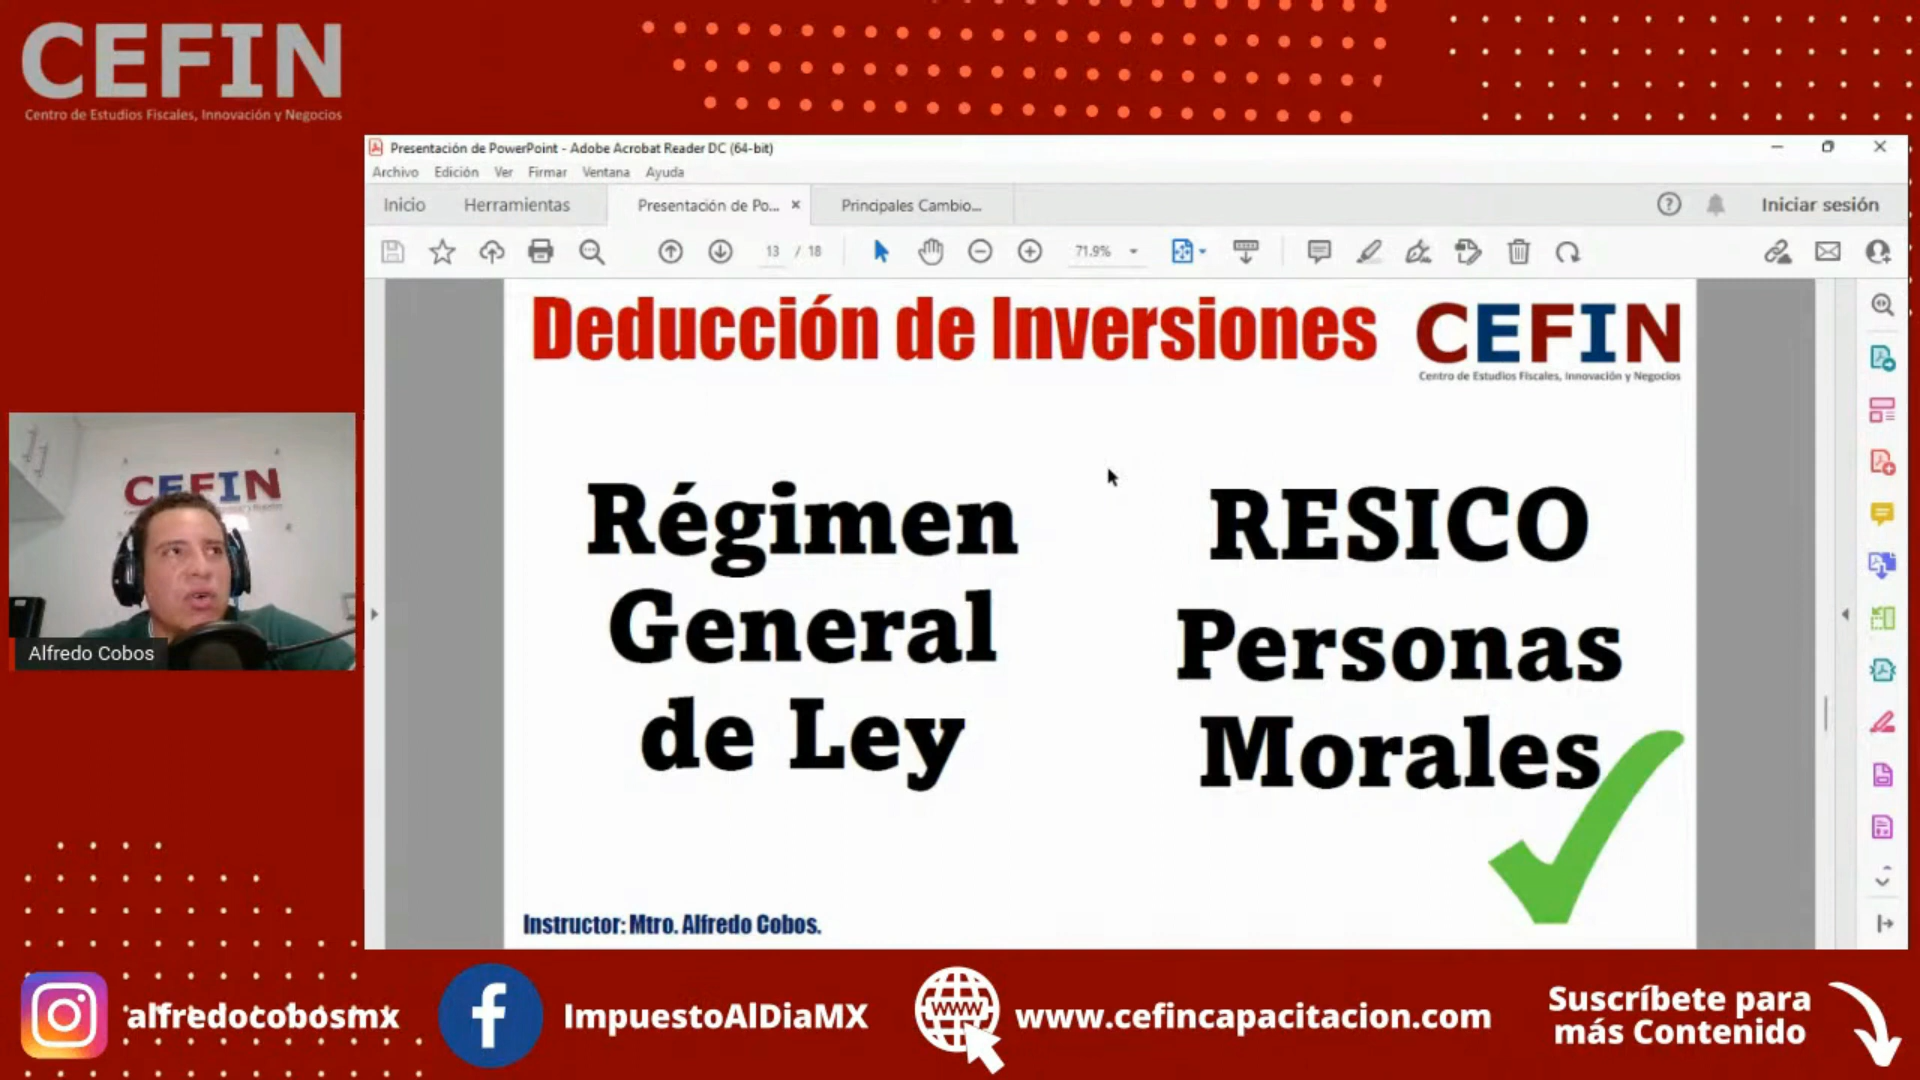 CEFIN
Centro de Estudios Fiscales, Innovación y Negocios
Presentación de PowerPoint - Adobe Acrobat Reader DC (64-bit)
Archivo Edición Ver Firmar Ventana Ayuda
Inicio Herramientas Presentación de Po... Principales Cambio... Iniciar sesión
13 / 18 71.9%
Deducción de Inversiones
CEFIN
Centro de Estudios Fiscales, Innovación y Negocios
Régimen
General
de Ley
RESICO
Personas
Morales
Instructor: Mtro. Alfredo Cobos.
CEFIN
Alfredo Cobos
alfredocobosmx
ImpuestoAlDiaMX
WWW
www.cefincapacitacion.com
Suscríbete para
más Contenido